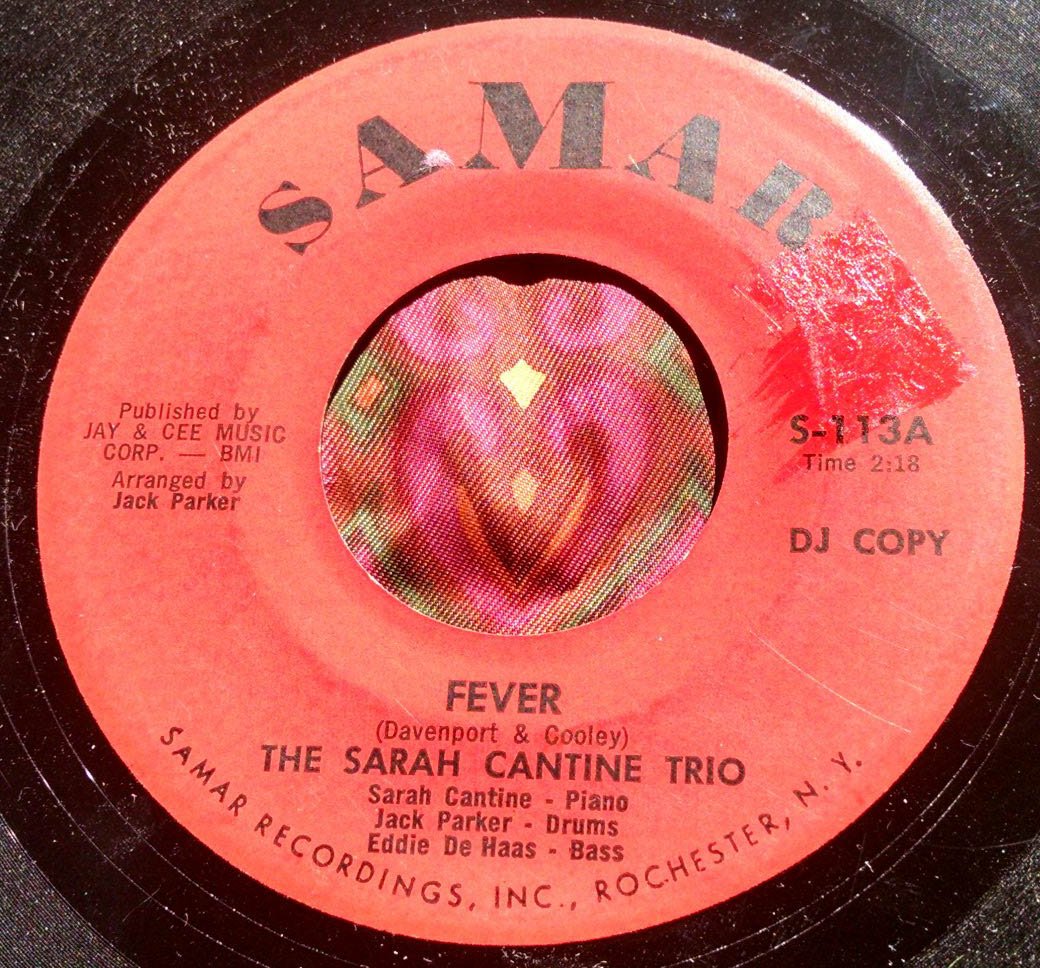 SAMAR
Published by
JAY & CEE MUSIC
CORP. — BMI
Arranged by
Jack Parker
S-113A
Time 2:18
DJ COPY
FEVER
(Davenport & Cooley)
THE SARAH CANTINE TRIO
Sarah Cantine - Piano
Jack Parker - Drums
Eddie De Haas - Bass
SAMAR RECORDINGS, INC., ROCHESTER, N. Y.